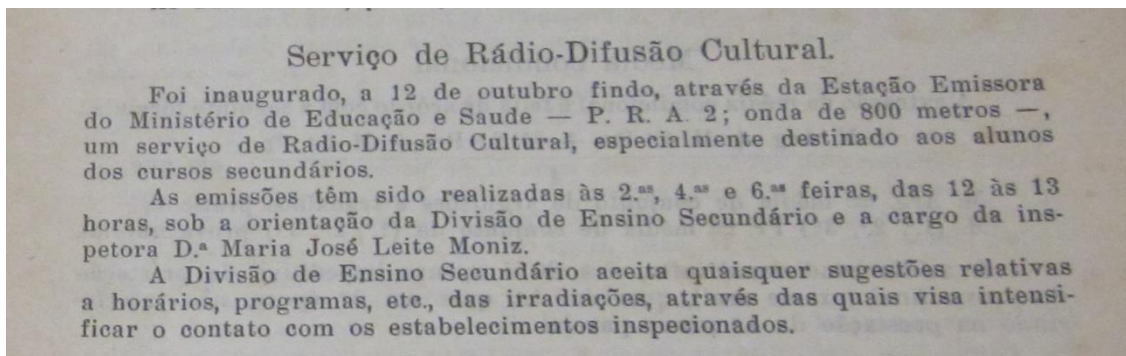 Serviço de Rádio-Difusão Cultural.
Foi inaugurado, a 12 de outubro findo, através da Estação Emissora
do Ministério de Educação e Saude — P. R. A. 2; onda de 800 metros —,
um serviço de Radio-Difusão Cultural, especialmente destinado aos alunos
dos cursos secundários.
As emissões têm sido realizadas às 2.ªˢ, 4.ªˢ e 6.ªˢ feiras, das 12 às 13
horas, sob a orientação da Divisão de Ensino Secundário e a cargo da ins-
petora D.ª Maria José Leite Moniz.
A Divisão de Ensino Secundário aceita quaisquer sugestões relativas
a horários, programas, etc., das irradiações, através das quais visa intensi-
ficar o contato com os estabelecimentos inspecionados.